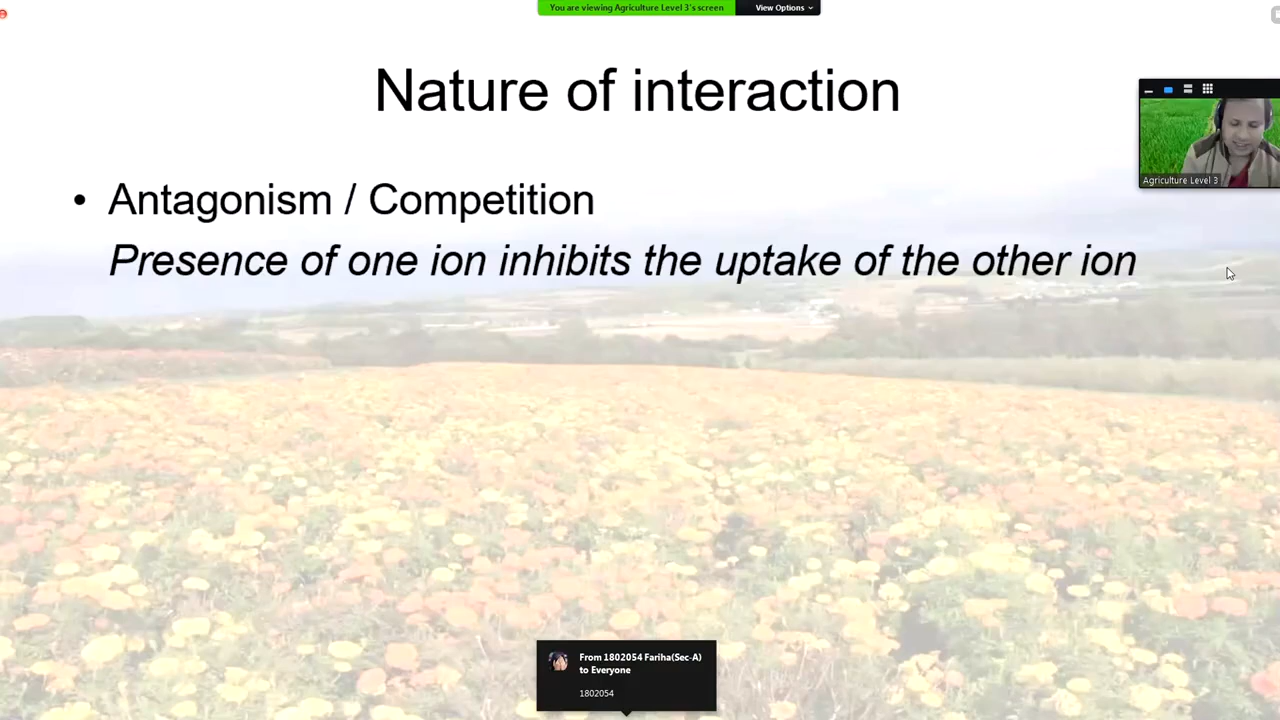 You are viewing Agriculture Level 3's screen
View Options
Nature of interaction
Agriculture Level 3
• Antagonism / Competition
Presence of one ion inhibits the uptake of the other ion
From 1802054 Fariha(Sec-A)
to Everyone
1802054